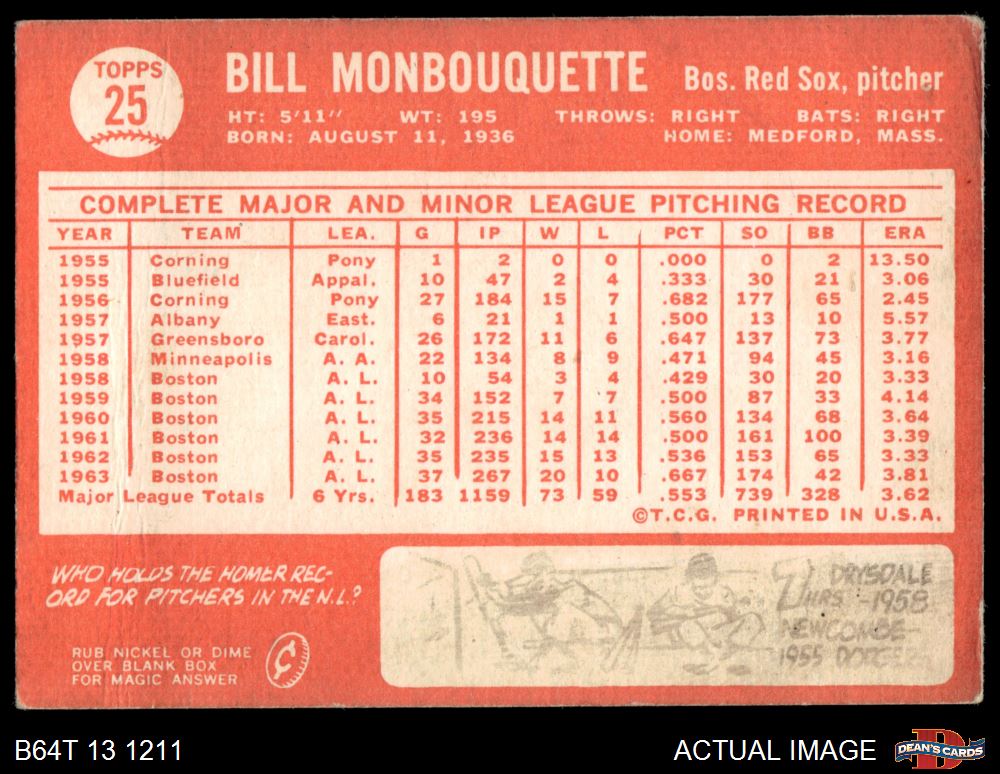 TOPPS
25
BILL MONBOUQUETTE Bos. Red Sox, pitcher
HT: 5'11" WT: 195 THROWS: RIGHT BATS: RIGHT
BORN: AUGUST 11, 1936 HOME: MEDFORD, MASS.
COMPLETE MAJOR AND MINOR LEAGUE PITCHING RECORD
YEAR TEAM LEA. G IP W L PCT SO BB ERA
1955 Corning Pony 1 2 0 0 .000 0 2 13.50
1955 Bluefield Appal. 10 47 2 4 .333 30 21 3.06
1956 Corning Pony 27 184 15 7 .682 177 65 2.45
1957 Albany East. 6 21 1 1 .500 13 10 5.57
1957 Greensboro Carol. 26 172 11 6 .647 137 73 3.77
1958 Minneapolis A. A. 22 134 8 9 .471 94 45 3.16
1958 Boston A. L. 10 54 3 4 .429 30 20 3.33
1959 Boston A. L. 34 152 7 7 .500 87 33 4.14
1960 Boston A. L. 35 215 14 11 .560 134 68 3.64
1961 Boston A. L. 32 236 14 14 .500 161 100 3.39
1962 Boston A. L. 35 235 15 13 .536 153 65 3.33
1963 Boston A. L. 37 267 20 10 .667 174 42 3.81
Major League Totals 6 Yrs. 183 1159 73 59 .553 739 328 3.62
©T.C.G. PRINTED IN U.S.A.
WHO HOLDS THE HOMER REC-
ORD FOR PITCHERS IN THE N.L.?
RUB NICKEL OR DIME
OVER BLANK BOX
FOR MAGIC ANSWER
¢
7 DRYSDALE
HRS -1958
NEWCOMBE-
1955 DODGERS
B64T 13 1211 ACTUAL IMAGE DEAN'S CARDS